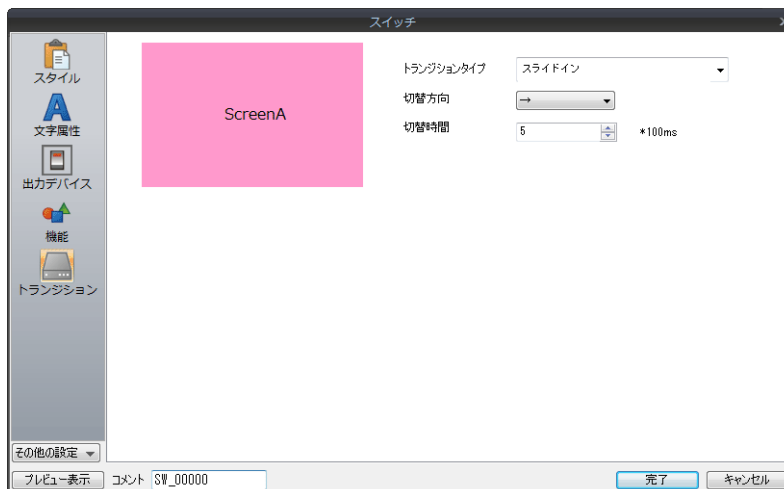 スイッチ
スタイル
文字属性
出力デバイス
機能
トランジション
その他の設定
ScreenA
トランジションタイプ スライドイン
切替方向 →
切替時間 5 *100ms
プレビュー表示 コメント SW_00000 完了 キャンセル